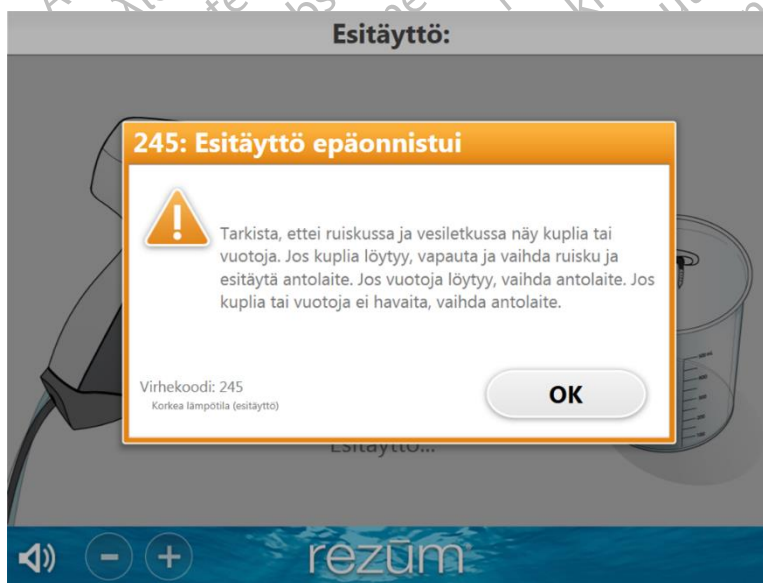 Esitäyttö:
245: Esitäyttö epäonnistui
Tarkista, ettei ruiskussa ja vesiletkussa näy kuplia tai
vuotoja. Jos kuplia löytyy, vapauta ja vaihda ruisku ja
esitäytä antolaite. Jos vuotoja löytyy, vaihda antolaite. Jos
kuplia tai vuotoja ei havaita, vaihda antolaite.
Virhekoodi: 245
Korkea lämpötila (esitäyttö)
OK
Esitäyttö...
rezūm